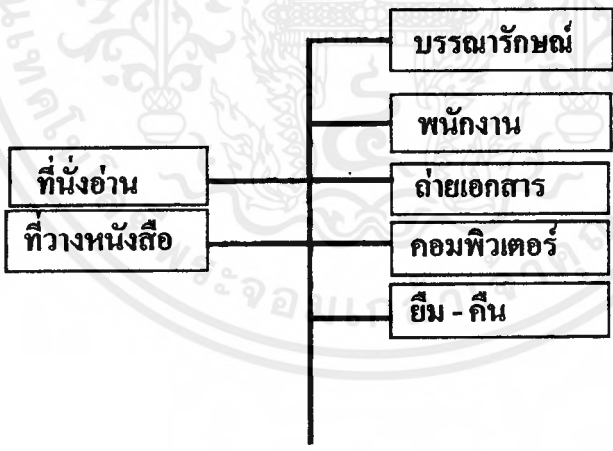 บรรณารักษณ์
พนักงาน
ที่นั่งอ่าน
ถ่ายเอกสาร
ที่วางหนังสือ
คอมพิวเตอร์
ยืม - คืน